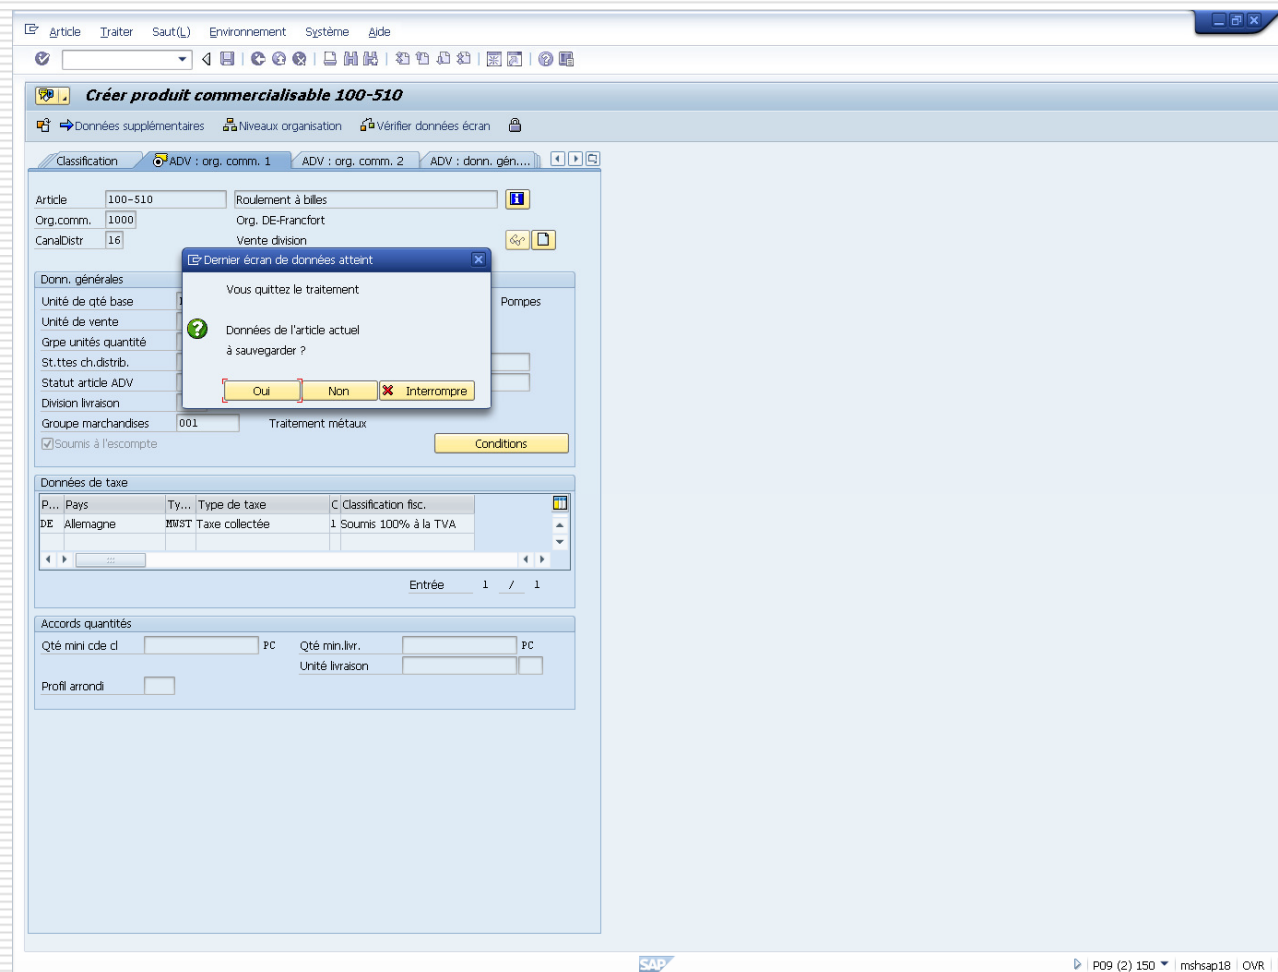 Article Traiter Saut(L) Environnement Système Aide
Créer produit commercialisable 100-510
Données supplémentaires Niveaux organisation Vérifier données écran
Classification ADV : org. comm. 1 ADV : org. comm. 2 ADV : donn. gén....
Article 100-510 Roulement à billes
Org.comm. 1000 Org. DE-Francfort
CanalDistr 16 Vente division
Dernier écran de données atteint
Vous quittez le traitement
Données de l'article actuel
à sauvegarder ?
Oui Non Interrompre
Donn. générales
Unité de qté base Pompes
Unité de vente
Grpe unités quantité
St.ttes ch.distrib.
Statut article ADV
Division livraison
Groupe marchandises 001 Traitement métaux
Soumis à l'escompte Conditions
Données de taxe
P... Pays Ty... Type de taxe C Classification fisc.
DE Allemagne MWST Taxe collectée 1 Soumis 100% à la TVA
Entrée 1 / 1
Accords quantités
Qté mini cde cl PC Qté min.livr. PC
Unité livraison
Profil arrondi
SAP
P09 (2) 150 mshsap18 OVR